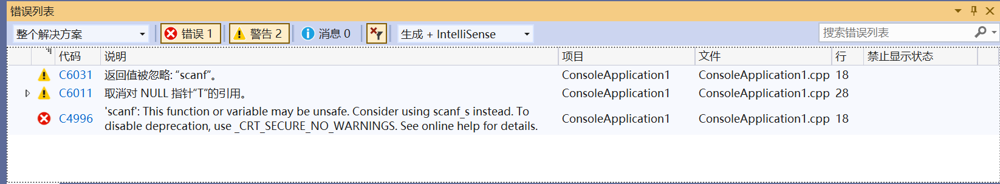 错误列表
整个解决方案 错误 1 警告 2 消息 0 生成 + IntelliSense 搜索错误列表
代码 说明 项目 文件 行 禁止显示状态
C6031 返回值被忽略: “scanf”。 ConsoleApplication1 ConsoleApplication1.cpp 18
C6011 取消对 NULL 指针“T”的引用。 ConsoleApplication1 ConsoleApplication1.cpp 28
C4996 'scanf': This function or variable may be unsafe. Consider using scanf_s instead. To ConsoleApplication1 ConsoleApplication1.cpp 18
disable deprecation, use _CRT_SECURE_NO_WARNINGS. See online help for details.